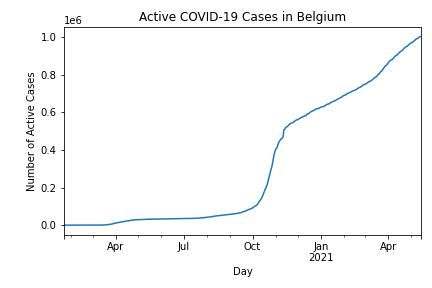 Active COVID-19 Cases in Belgium
1e6
1.0
0.8
0.6
0.4
0.2
0.0
Number of Active Cases
Apr
Jul
Oct
Jan
2021
Apr
Day